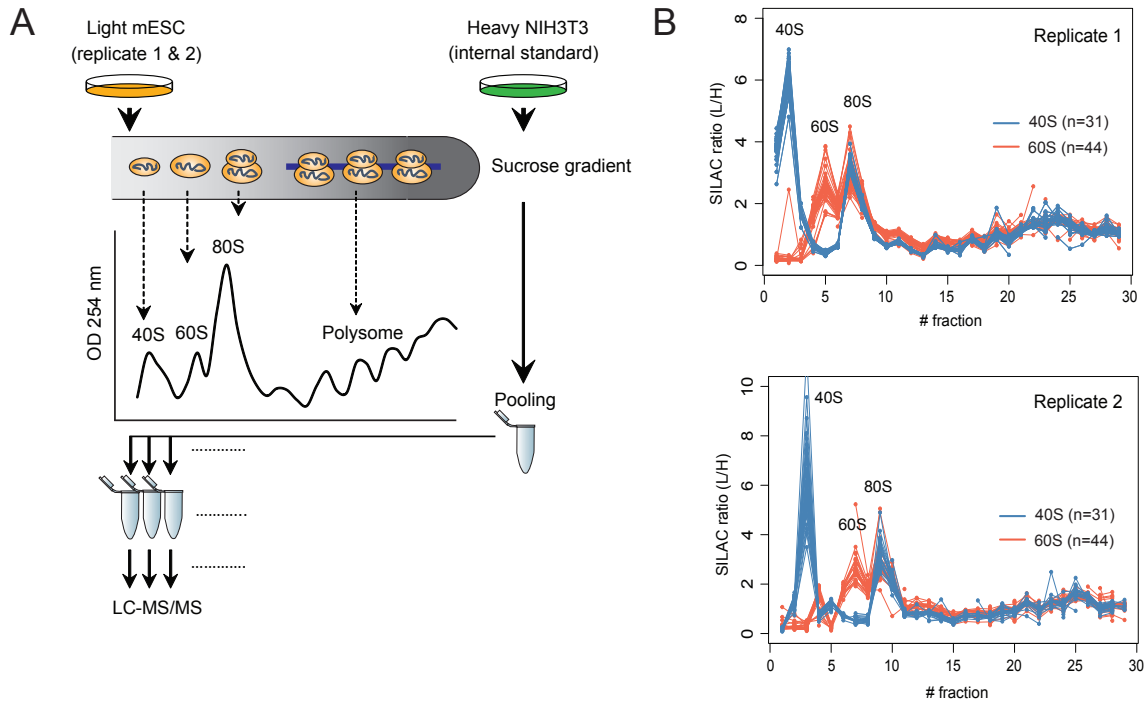 A
Light mESC
(replicate 1 & 2)
Heavy NIH3T3
(internal standard)
Sucrose gradient
OD 254 nm
40S
60S
80S
Polysome
Pooling
LC-MS/MS
B
SILAC ratio (L/H)
0
2
4
6
8
40S
60S
80S
Replicate 1
40S (n=31)
60S (n=44)
0
5
10
15
20
25
30
# fraction
SILAC ratio (L/H)
0
2
4
6
8
10
40S
60S
80S
Replicate 2
40S (n=31)
60S (n=44)
0
5
10
15
20
25
30
# fraction